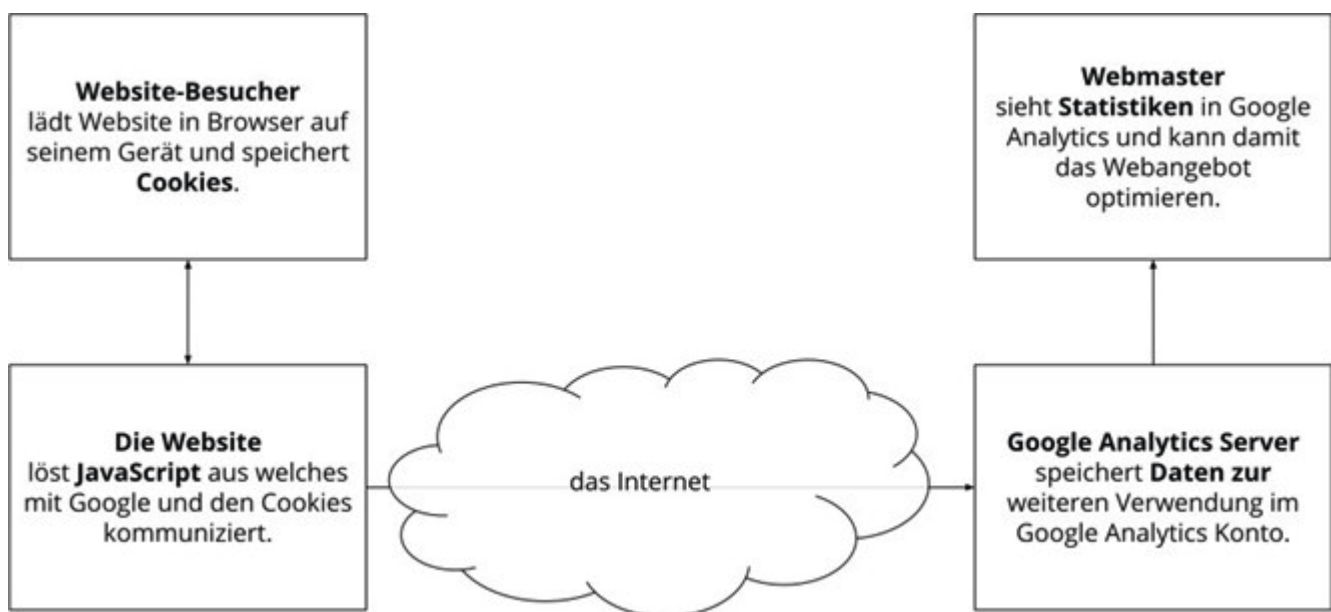 Website-Besucher
lädt Website in Browser auf
seinem Gerät und speichert
Cookies.
Webmaster
sieht Statistiken in Google
Analytics und kann damit
das Webangebot
optimieren.
Die Website
löst JavaScript aus welches
mit Google und den Cookies
kommuniziert.
das Internet
Google Analytics Server
speichert Daten zur
weiteren Verwendung im
Google Analytics Konto.